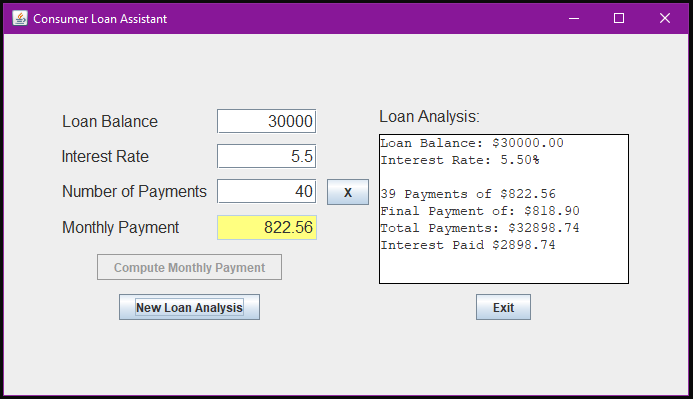 Consumer Loan Assistant
Loan Balance 30000
Interest Rate 5.5
Number of Payments 40 X
Monthly Payment 822.56
Compute Monthly Payment
New Loan Analysis
Loan Analysis:
Loan Balance: $30000.00
Interest Rate: 5.50%
39 Payments of $822.56
Final Payment of: $818.90
Total Payments: $32898.74
Interest Paid $2898.74
Exit